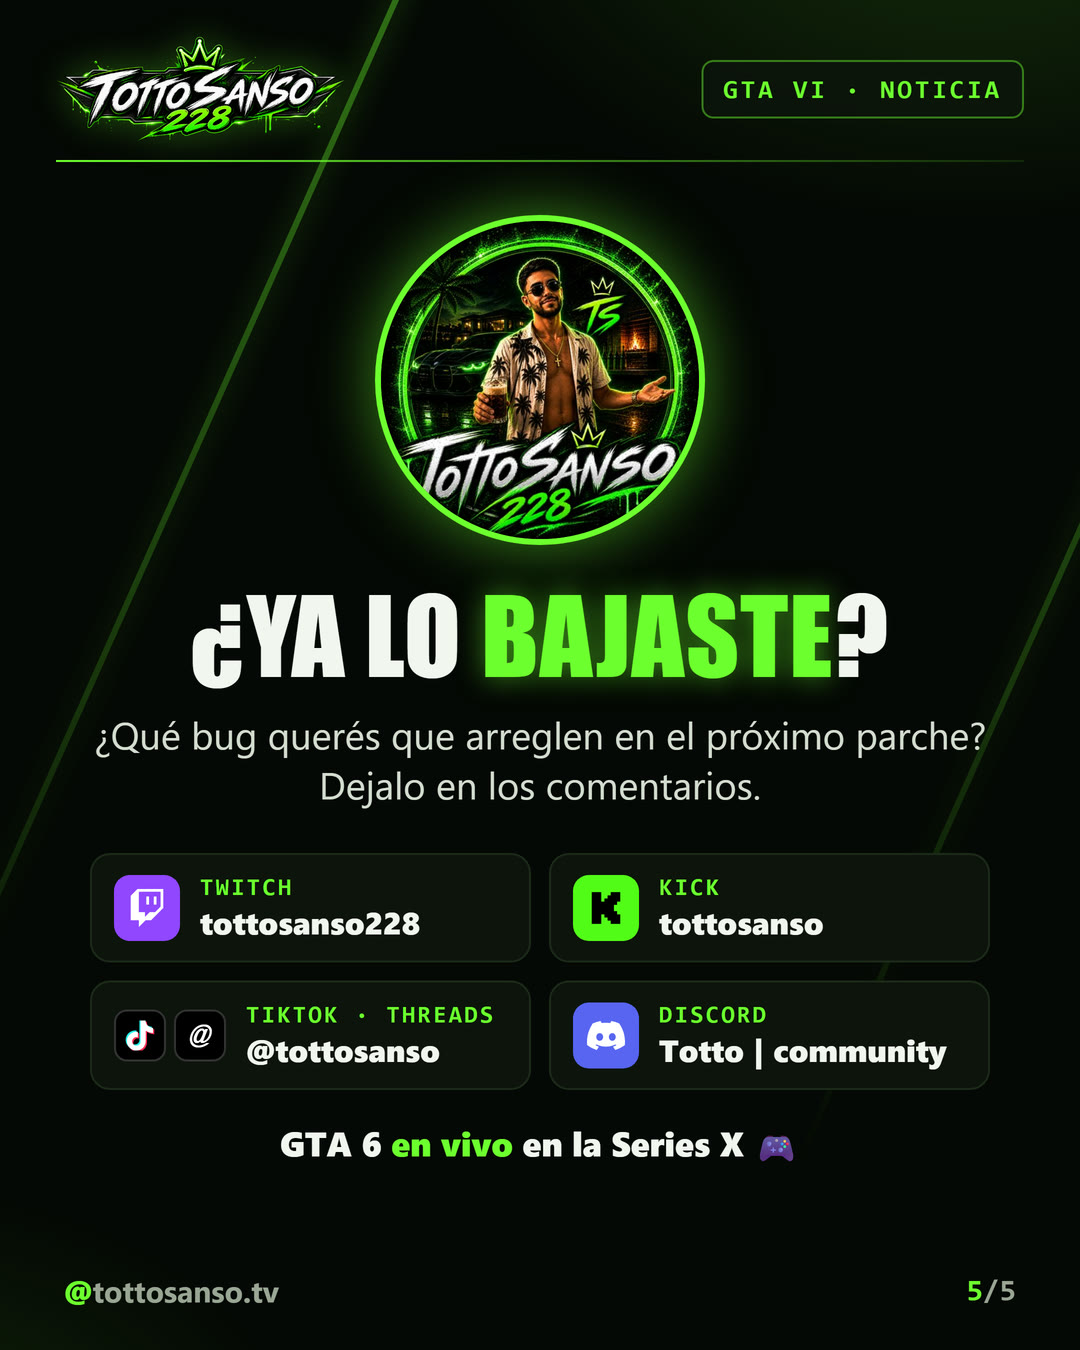 TOTTOSANSO
228
GTA VI · NOTICIA
TS
TOTTOSANSO
228
¿YA LO BAJASTE?
¿Qué bug querés que arreglen en el próximo parche?
Dejalo en los comentarios.
TWITCH
tottosanso228
KICK
tottosanso
TIKTOK · THREADS
@tottosanso
DISCORD
Totto | community
GTA 6 en vivo en la Series X 🎮
@tottosanso.tv
5/5